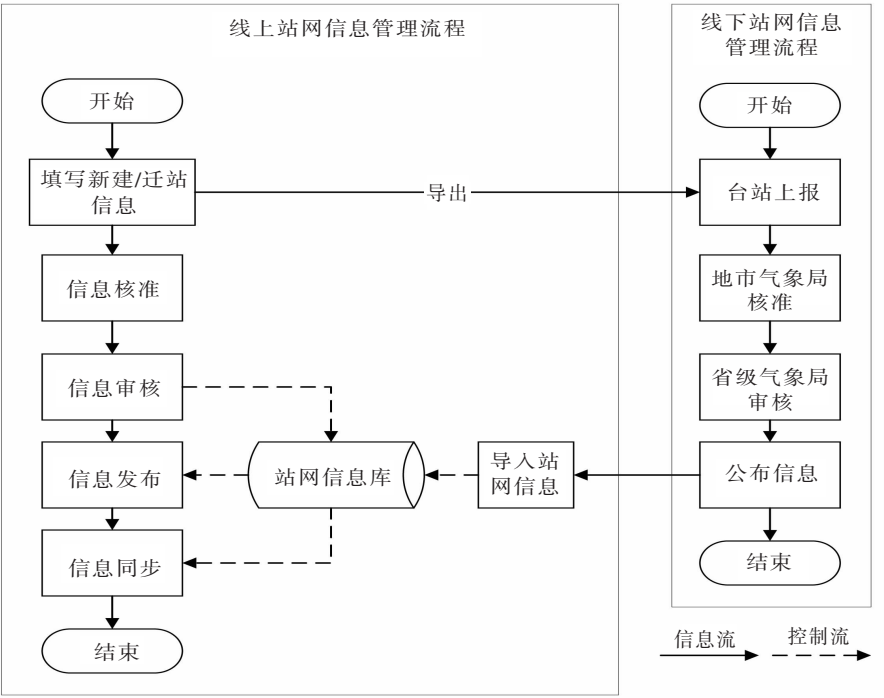 线上站网信息管理流程
开始
填写新建/迁站
信息
信息核准
信息审核
信息发布
信息同步
结束
导出
站网信息库
导入站
网信息
线下站网信息
管理流程
开始
台站上报
地市气象局
核准
省级气象局
审核
公布信息
结束
信息流
控制流